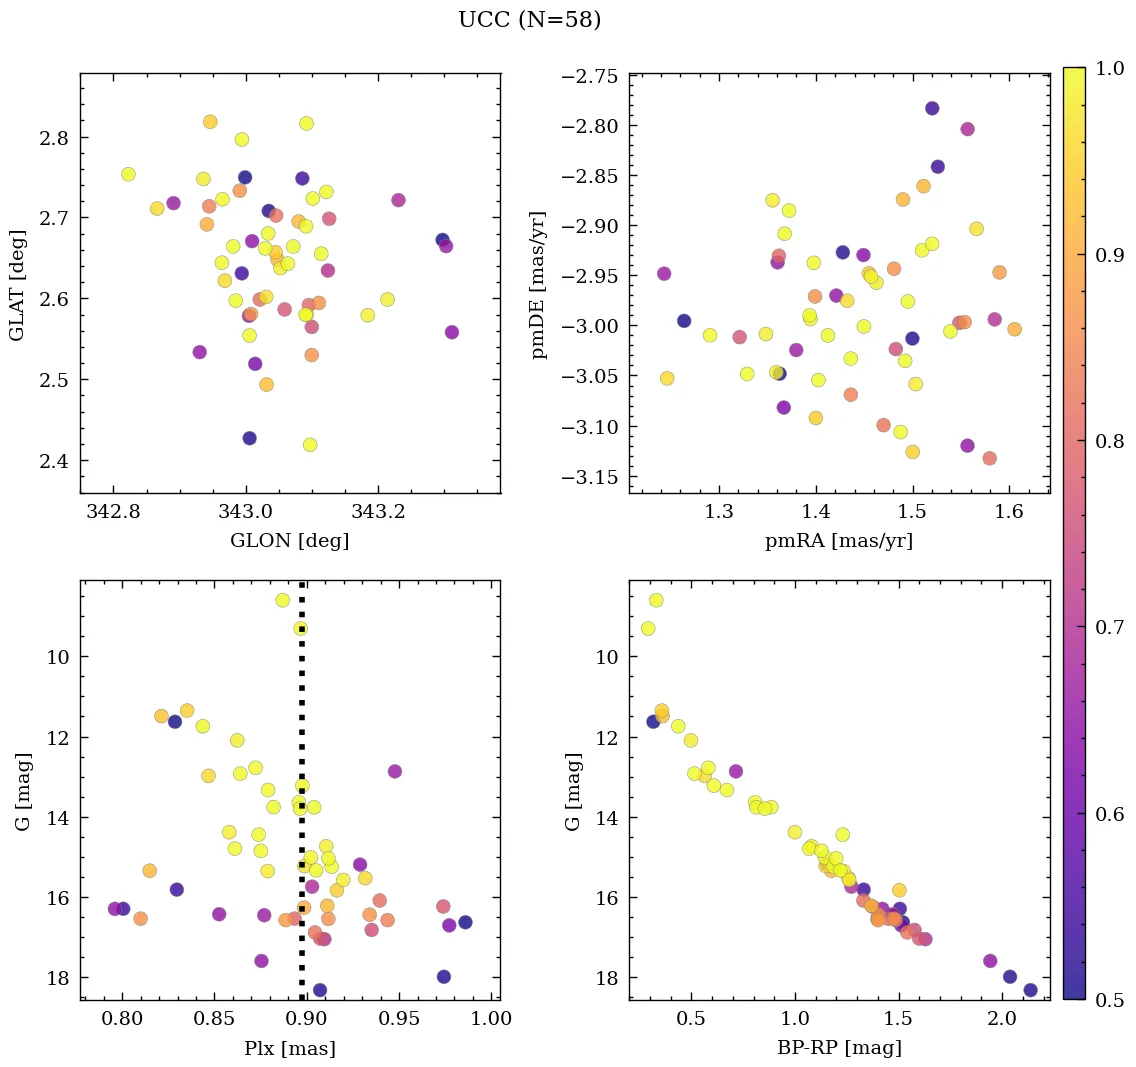 UCC (N=58)
2.8
2.7
2.6
2.5
2.4
GLAT [deg]
342.8 343.0 343.2
GLON [deg]
−2.75
−2.80
−2.85
−2.90
−2.95
−3.00
−3.05
−3.10
−3.15
pmDE [mas/yr]
1.3 1.4 1.5 1.6
pmRA [mas/yr]
10
12
14
16
18
G [mag]
0.80 0.85 0.90 0.95 1.00
Plx [mas]
10
12
14
16
18
G [mag]
0.5 1.0 1.5 2.0
BP-RP [mag]
1.0
0.9
0.8
0.7
0.6
0.5